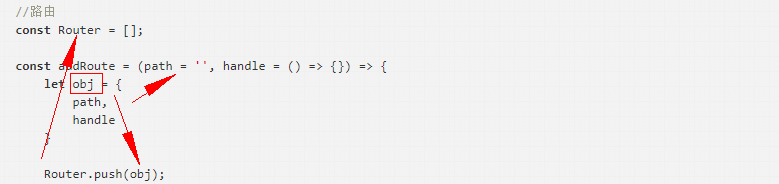 //路由
const Router = [];
const addRoute = (path = '', handle = () => {}) => {
let obj = {
path,
handle
}
Router.push(obj);